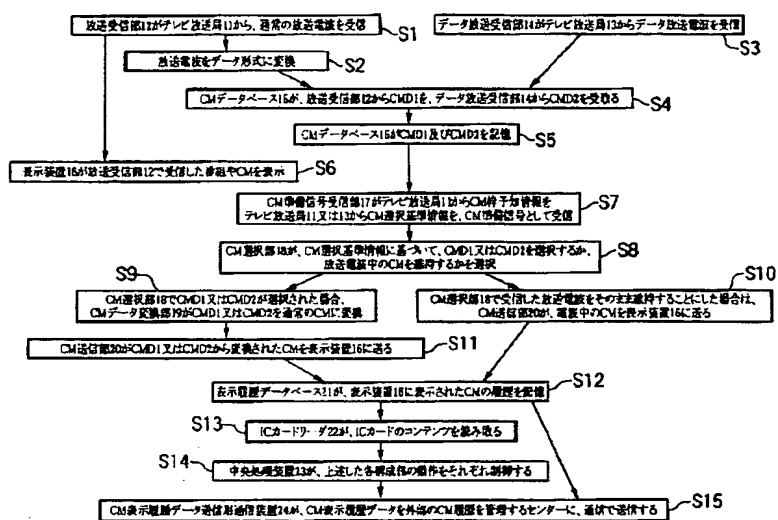 放送受信部12がテレビ放送局11から、通常の放送電波を受信
S1
データ放送受信部14がテレビ放送局13からデータ放送電波を受信
S3
放送電波をデータ形式に変換
S2
CMデータベース15が、放送受信部12からCMD1を、データ放送受信部14からCMD2を受取る
S4
CMデータベース15がCMD1及びCMD2を記憶
S5
表示装置16が放送受信部12で受信した番組やCMを表示
S6
CM準備信号受信部17がテレビ放送局11からCM枠予知情報を
テレビ放送局11又は13からCM選択基準情報を、CM準備信号として受信
S7
CM選択部18が、CM選択基準情報に基づいて、CMD1又はCMD2を選択するか、
放送電波中のCMを維持するかを選択
S8
S9
CM選択部18でCMD1又はCMD2が選択された場合、
CMデータ変換部19がCMD1又はCMD2を通常のCMに変換
S10
CM選択部18で受信した放送電波をそのまま維持することにした場合は、
CM送信部20が、電波中のCMを表示装置16に送る
CM送信部20がCMD1又はCMD2から変換されたCMを表示装置16に送る
S11
表示履歴データベース21が、表示装置16に表示されたCMの履歴を記憶
S12
S13
ICカードリーダ22が、ICカードのコンテンツを読み取る
S14
中央処理装置23が、上述した各構成部の動作をそれぞれ制御する
CM表示履歴データ送信用通信装置24が、CM表示履歴データを外部のCM履歴を管理するセンターに、通信で送信する
S15